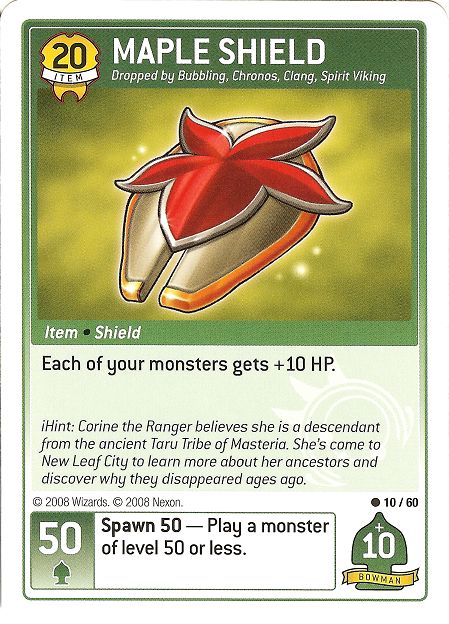 20
ITEM
MAPLE SHIELD
Dropped by Bubbling, Chronos, Clang, Spirit Viking
Item • Shield
Each of your monsters gets +10 HP.
iHint: Corine the Ranger believes she is a descendant
from the ancient Taru Tribe of Masteria. She's come to
New Leaf City to learn more about her ancestors and
discover why they disappeared ages ago.
© 2008 Wizards. © 2008 Nexon.
● 10 / 60
50
Spawn 50 — Play a monster
of level 50 or less.
+
10
BOWMAN